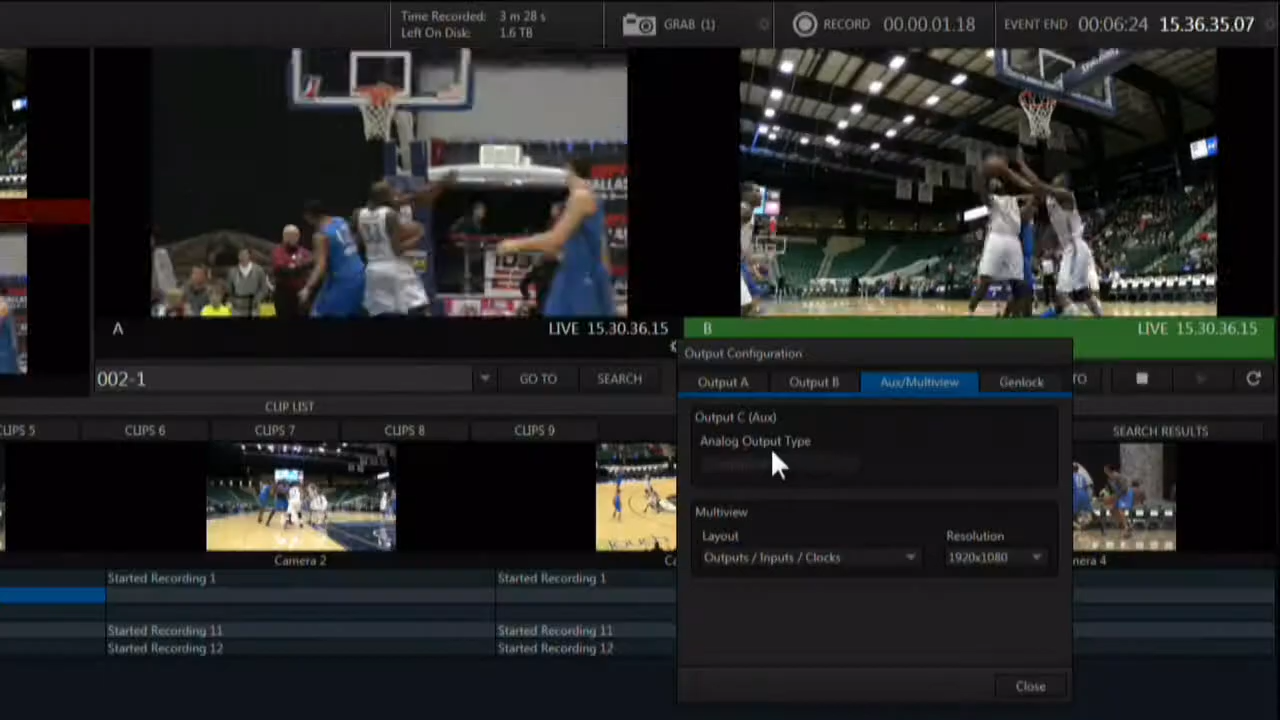 Time Recorded: 3 m 28 s
Left On Disk: 1.6 TB
GRAB (1)
RECORD 00.00.01.18
EVENT END 00:06:24 15.36.35.07
A LIVE 15.30.36.15
B LIVE 15.30.36.15
002-1 GO TO SEARCH
TO
CLIP LIST
CLIPS 5 CLIPS 6 CLIPS 7 CLIPS 8 CLIPS 9
SEARCH RESULTS
Output Configuration
Output A Output B Aux/Multiview Genlock
Output C (Aux)
Analog Output Type
Multiview
Layout Resolution
Outputs / Inputs / Clocks 1920x1080
Close
Camera 2
Started Recording 1 Started Recording 1
Started Recording 11 Started Recording 11
Started Recording 12 Started Recording 12